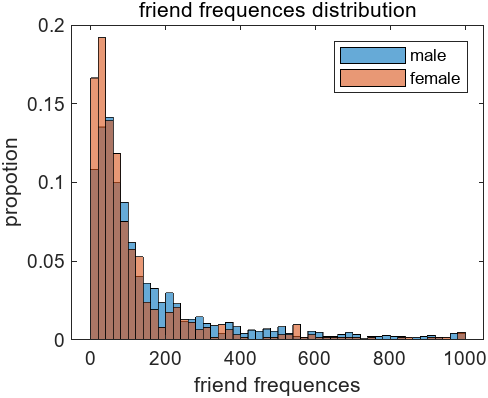 friend frequences distribution
0.2
0.15
0.1
0.05
0
propotion
male
female
0 200 400 600 800 1000
friend frequences